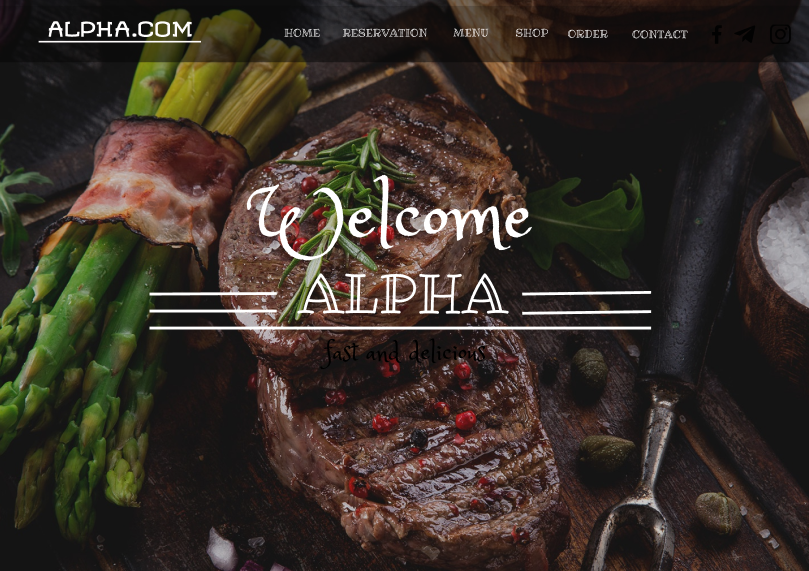 ALPHA.COM
HOME RESERVATION MENU SHOP ORDER CONTACT
Welcome
ALPHA
fast and delicious